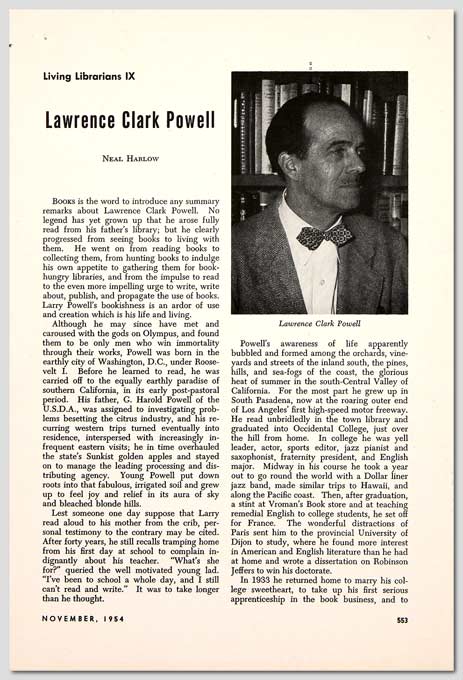 Living Librarians IX
Lawrence Clark Powell
NEAL HARLOW
BOOKS is the word to introduce any summary
remarks about Lawrence Clark Powell. No
legend has yet grown up that he arose fully
read from his father's library; but he clearly
progressed from seeing books to living with
them. He went on from reading books to
collecting them, from hunting books to indulge
his own appetite to gathering them for book-
hungry libraries, and from the impulse to read
to the even more impelling urge to write, write
about, publish, and propagate the use of books.
Larry Powell's bookishness is an ardor of use
and creation which is his life and living.
Although he may since have met and
caroused with the gods on Olympus, and found
them to be only men who win immortality
through their works, Powell was born in the
earthly city of Washington, D.C., under Roose-
velt I. Before he learned to read, he was
carried off to the equally earthly paradise of
southern California, in its early post-pastoral
period. His father, G. Harold Powell of the
U.S.D.A., was assigned to investigating prob-
lems besetting the citrus industry, and his re-
curring western trips turned eventually into
residence, interspersed with increasingly in-
frequent eastern visits; he in time overhauled
the state's Sunkist golden apples and stayed
on to manage the leading processing and dis-
tributing agency. Young Powell put down
roots into that fabulous, irrigated soil and grew
up to feel joy and relief in its aura of sky
and bleached blonde hills.
Lest someone one day suppose that Larry
read aloud to his mother from the crib, per-
sonal testimony to the contrary may be cited.
After forty years, he still recalls tramping home
from his first day at school to complain in-
dignantly about his teacher. "What's she
for?" queried the well motivated young lad.
"I've been to school a whole day, and I still
can't read and write." It was to take longer
than he thought.
Lawrence Clark Powell
Powell's awareness of life apparently
bubbled and formed among the orchards, vine-
yards and streets of the inland south, the pines,
hills, and sea-fogs of the coast, the glorious
heat of summer in the south-Central Valley of
California. For the most part he grew up in
South Pasadena, now at the roaring outer end
of Los Angeles' first high-speed motor freeway.
He read unbridledly in the town library and
graduated into Occidental College, just over
the hill from home. In college he was yell
leader, actor, sports editor, jazz pianist and
saxophonist, fraternity president, and English
major. Midway in his course he took a year
out to go round the world with a Dollar liner
jazz band, made similar trips to Hawaii, and
along the Pacific coast. Then, after graduation,
a stint at Vroman's Book store and at teaching
remedial English to college students, he set off
for France. The wonderful distractions of
Paris sent him to the provincial University of
Dijon to study, where he found more interest
in American and English literature than he had
at home and wrote a dissertation on Robinson
Jeffers to win his doctorate.
In 1933 he returned home to marry his col-
lege sweetheart, to take up his first serious
apprenticeship in the book business, and to
NOVEMBER, 1954
553